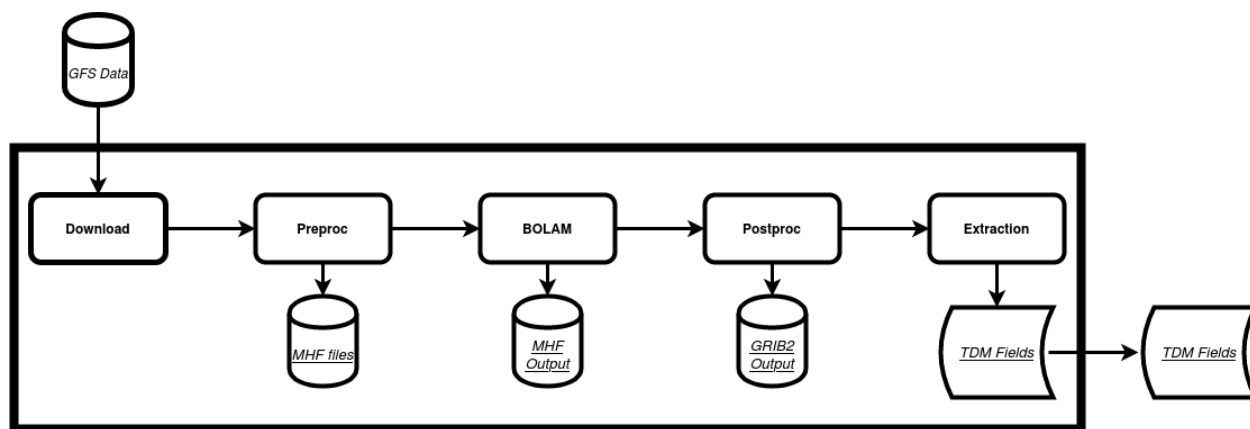 GFS Data
Download
Preproc
BOLAM
Postproc
Extraction
MHF files
MHF
Output
GRIB2
Output
TDM Fields
TDM Fields